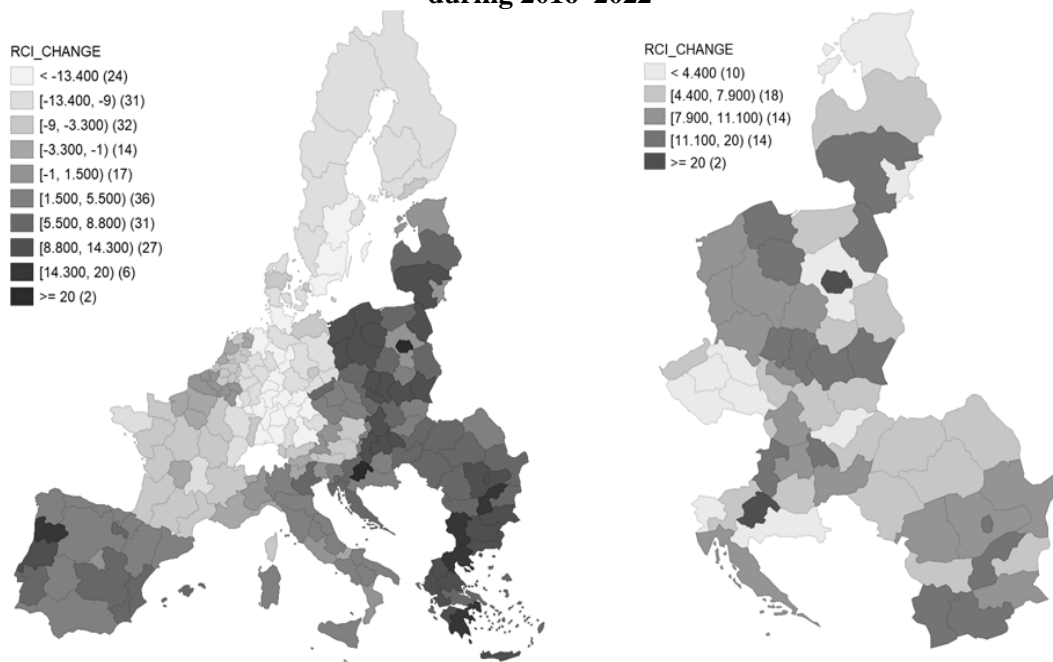 during 2016–2022
RCI_CHANGE
< -13.400 (24)
[-13.400, -9) (31)
[-9, -3.300) (32)
[-3.300, -1) (14)
[-1, 1.500) (17)
[1.500, 5.500) (36)
[5.500, 8.800) (31)
[8.800, 14.300) (27)
[14.300, 20) (6)
>= 20 (2)
RCI_CHANGE
< 4.400 (10)
[4.400, 7.900) (18)
[7.900, 11.100) (14)
[11.100, 20) (14)
>= 20 (2)